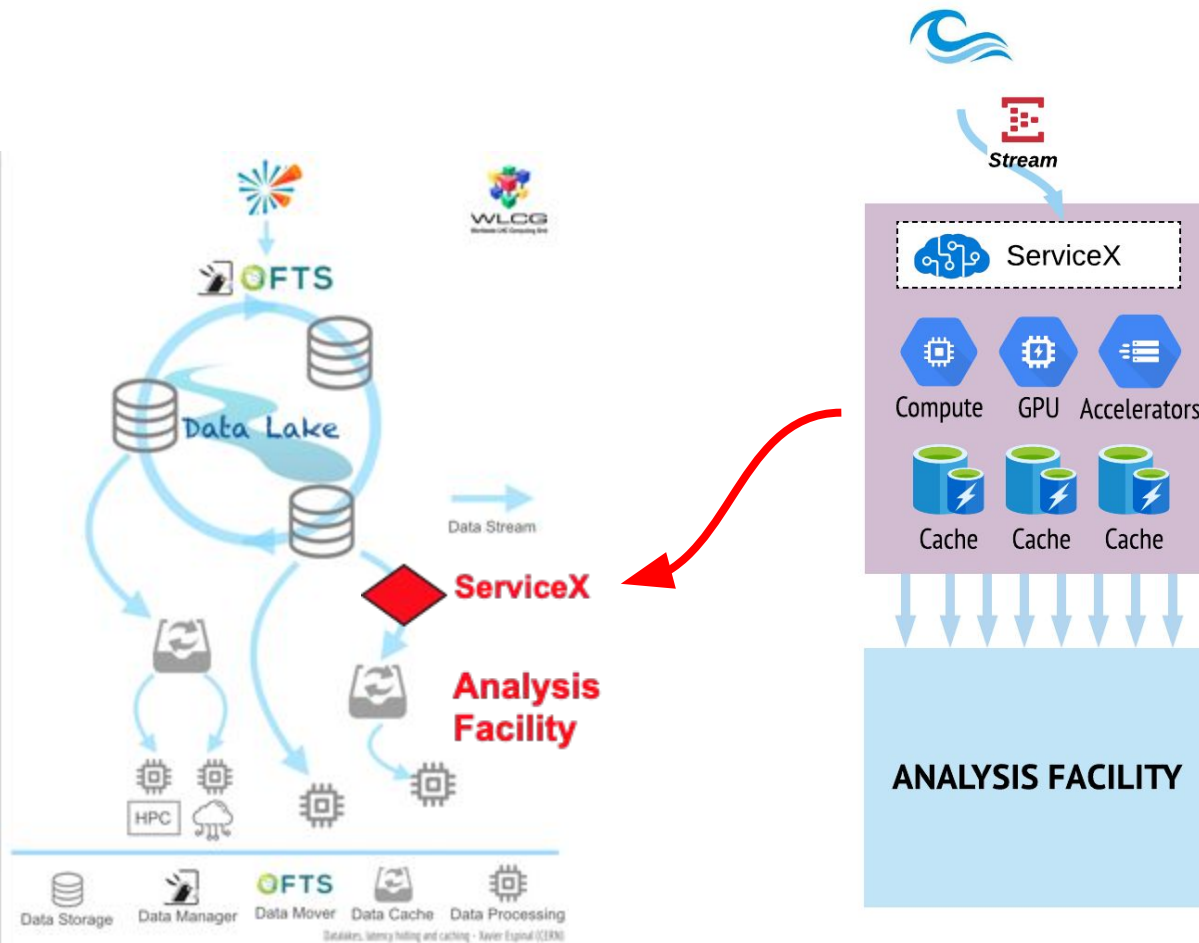 Stream
WLCG
Worldwide LHC Computing Grid
FTS
ServiceX
Data Lake
Compute
GPU
Accelerators
Data Stream
Cache
Cache
Cache
ServiceX
Analysis
Facility
ANALYSIS FACILITY
HPC
FTS
Data Storage
Data Manager
Data Mover
Data Cache
Data Processing
Datalakes, latency hiding and caching - Xavier Espinal (CERN)